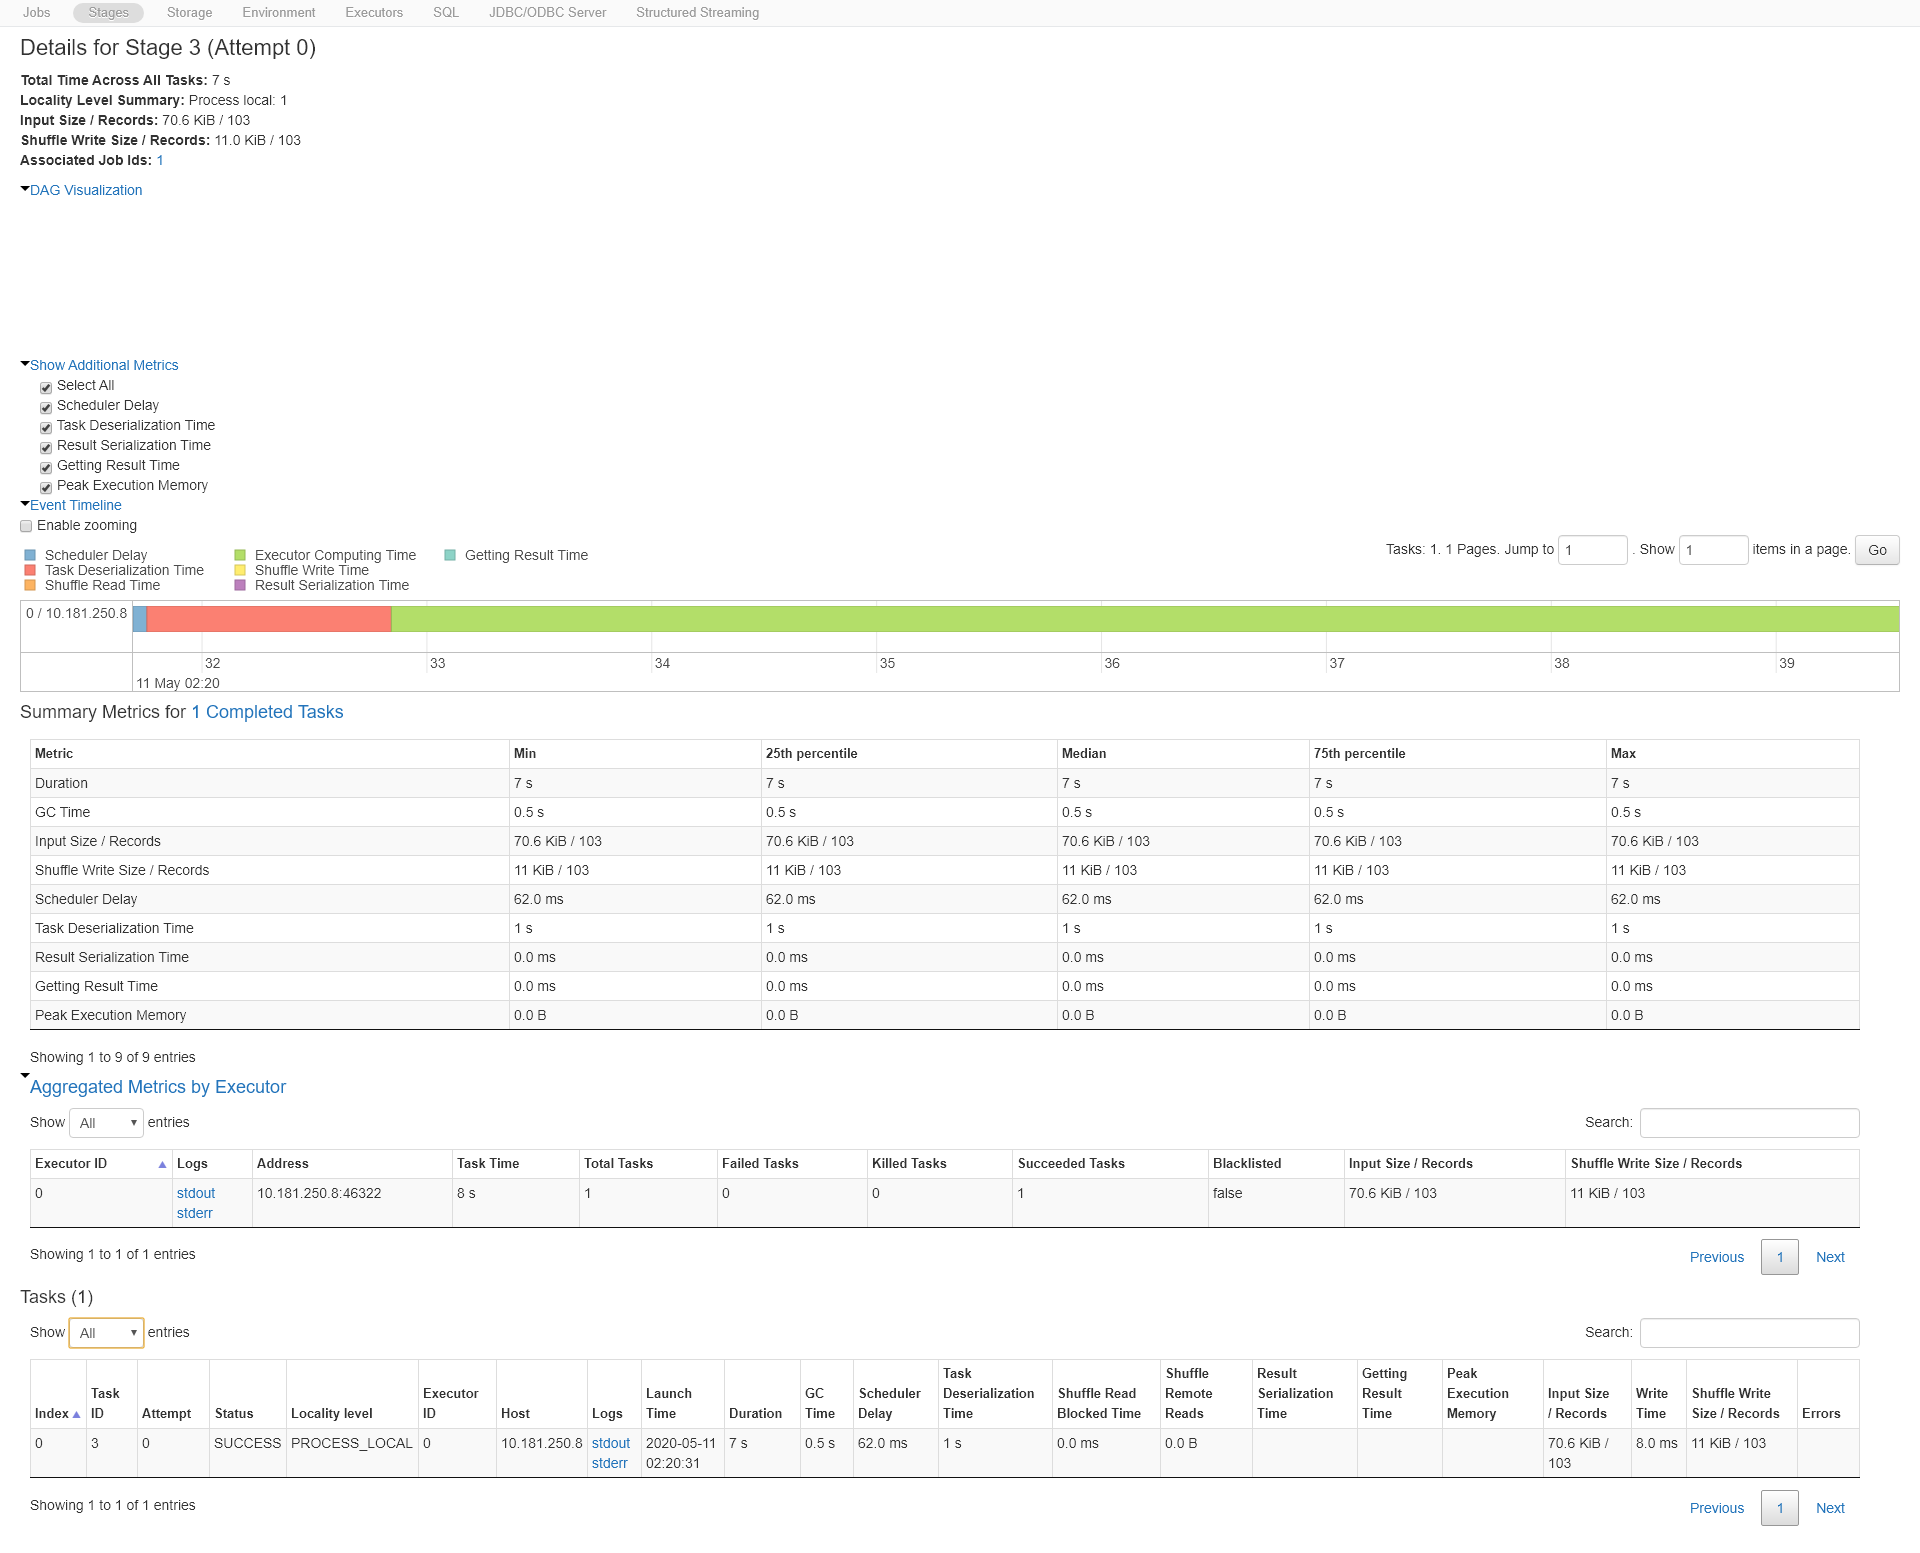 Jobs Stages Storage Environment Executors SQL JDBC/ODBC Server Structured Streaming
Details for Stage 3 (Attempt 0)
Total Time Across All Tasks: 7 s
Locality Level Summary: Process local: 1
Input Size / Records: 70.6 KiB / 103
Shuffle Write Size / Records: 11.0 KiB / 103
Associated Job Ids: 1
DAG Visualization
Show Additional Metrics
Select All
Scheduler Delay
Task Deserialization Time
Result Serialization Time
Getting Result Time
Peak Execution Memory
Event Timeline
Enable zooming
Tasks: 1. 1 Pages. Jump to 1 . Show 1 items in a page. Go
Scheduler Delay Executor Computing Time Getting Result Time
Task Deserialization Time Shuffle Write Time
Shuffle Read Time Result Serialization Time
0 / 10.181.250.8
32 33 34 35 36 37 38 39
11 May 02:20
Summary Metrics for 1 Completed Tasks
Metric Min 25th percentile Median 75th percentile Max
Duration 7 s 7 s 7 s 7 s 7 s
GC Time 0.5 s 0.5 s 0.5 s 0.5 s 0.5 s
Input Size / Records 70.6 KiB / 103 70.6 KiB / 103 70.6 KiB / 103 70.6 KiB / 103 70.6 KiB / 103
Shuffle Write Size / Records 11 KiB / 103 11 KiB / 103 11 KiB / 103 11 KiB / 103 11 KiB / 103
Scheduler Delay 62.0 ms 62.0 ms 62.0 ms 62.0 ms 62.0 ms
Task Deserialization Time 1 s 1 s 1 s 1 s 1 s
Result Serialization Time 0.0 ms 0.0 ms 0.0 ms 0.0 ms 0.0 ms
Getting Result Time 0.0 ms 0.0 ms 0.0 ms 0.0 ms 0.0 ms
Peak Execution Memory 0.0 B 0.0 B 0.0 B 0.0 B 0.0 B
Showing 1 to 9 of 9 entries
Aggregated Metrics by Executor
Show All entries Search:
Executor ID Logs Address Task Time Total Tasks Failed Tasks Killed Tasks Succeeded Tasks Blacklisted Input Size / Records Shuffle Write Size / Records
0 stdout 10.181.250.8:46322 8 s 1 0 0 1 false 70.6 KiB / 103 11 KiB / 103
stderr
Showing 1 to 1 of 1 entries Previous 1 Next
Tasks (1)
Show All entries Search:
Task Shuffle Result Getting Peak
Task Executor Launch GC Scheduler Deserialization Shuffle Read Remote Serialization Result Execution Input Size Write Shuffle Write
Index ID Attempt Status Locality level ID Host Logs Time Duration Time Delay Time Blocked Time Reads Time Time Memory / Records Time Size / Records Errors
0 3 0 SUCCESS PROCESS_LOCAL 0 10.181.250.8 stdout 2020-05-11 7 s 0.5 s 62.0 ms 1 s 0.0 ms 0.0 B 70.6 KiB / 8.0 ms 11 KiB / 103
stderr 02:20:31 103
Showing 1 to 1 of 1 entries Previous 1 Next